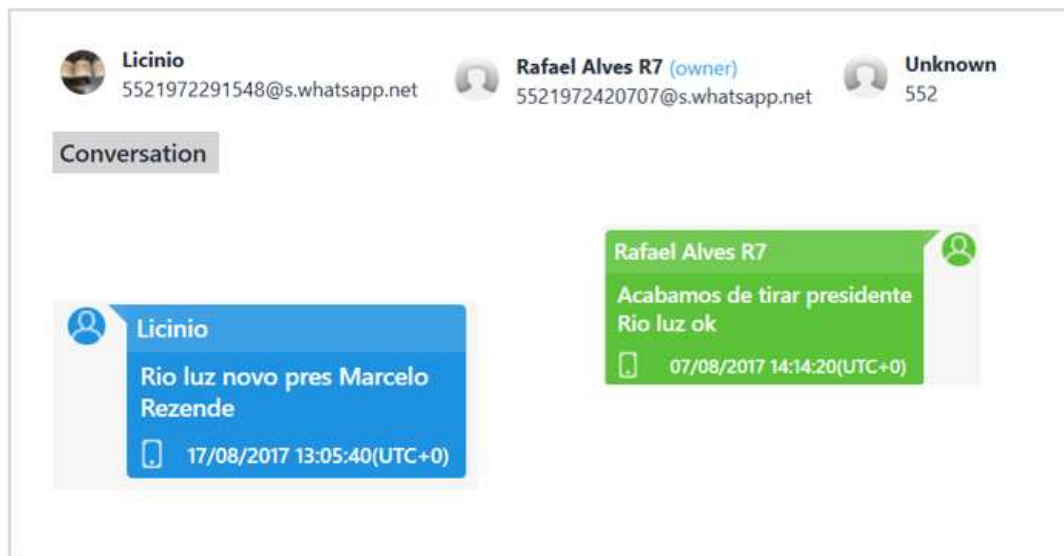 Licinio
5521972291548@s.whatsapp.net
Rafael Alves R7 (owner)
5521972420707@s.whatsapp.net
Unknown
552
Conversation
Rafael Alves R7
Acabamos de tirar presidente
Rio luz ok
07/08/2017 14:14:20(UTC+0)
Licinio
Rio luz novo pres Marcelo
Rezende
17/08/2017 13:05:40(UTC+0)